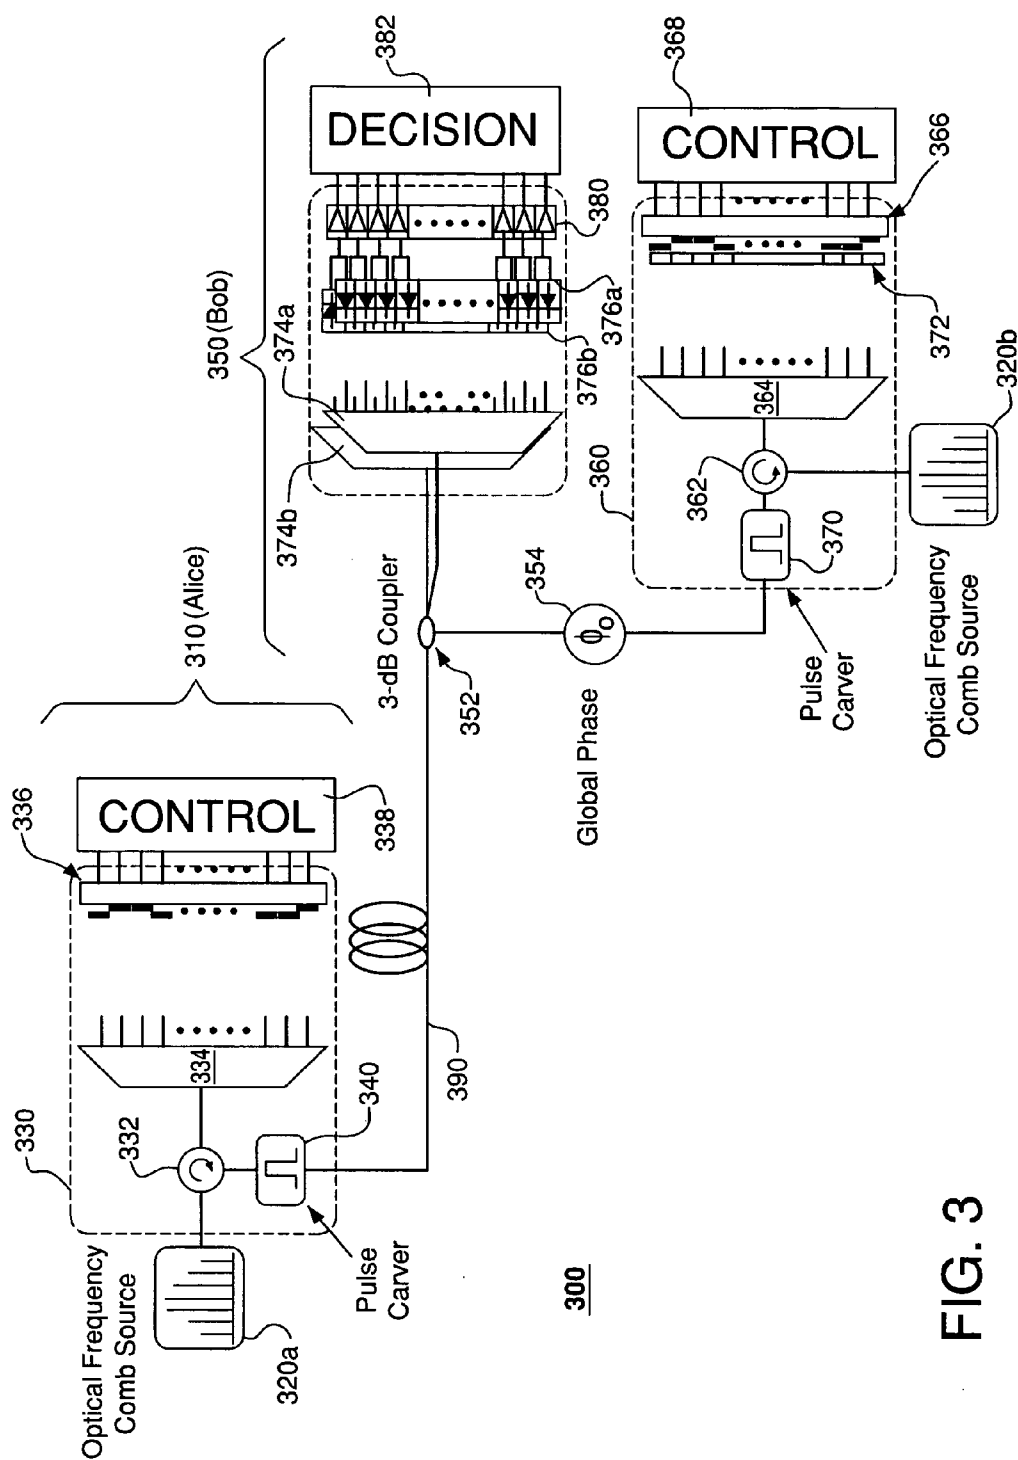 310 (Alice)
Optical Frequency
Comb Source
320a
330
332
334
336
CONTROL
338
340
Pulse
Carver
390
350 (Bob)
3-dB Coupler
352
374b
374a
376b
376a
380
DECISION
382
Global Phase
354
ϕ₀
360
362
364
370
Pulse
Carver
CONTROL
368
366
372
320b
Optical Frequency
Comb Source
300
FIG. 3